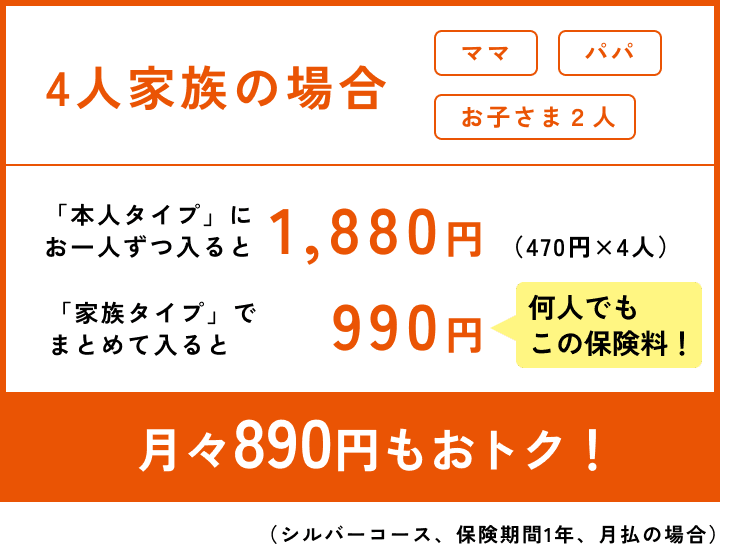 4人家族の場合
ママ
パパ
お子さま２人
「本人タイプ」に
お一人ずつ入ると
1,880円
（470円×4人）
「家族タイプ」で
まとめて入ると
990円
何人でも
この保険料！
月々890円もおトク！
（シルバーコース、保険期間1年、月払の場合）